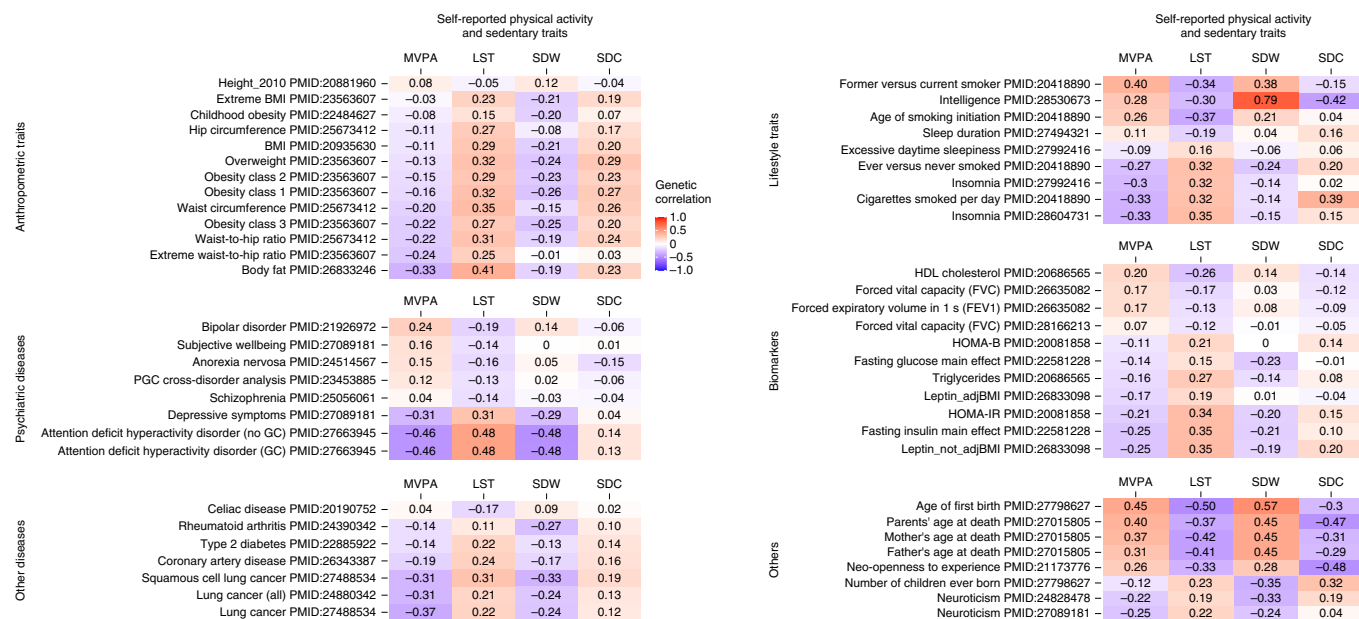 Self-reported physical activity
and sedentary traits
MVPA LST SDW SDC
Anthropometric traits
Height_2010 PMID:20881960 0.08 −0.05 0.12 −0.04
Extreme BMI PMID:23563607 −0.03 0.23 −0.21 0.19
Childhood obesity PMID:22484627 −0.08 0.15 −0.20 0.07
Hip circumference PMID:25673412 −0.11 0.27 −0.08 0.17
BMI PMID:20935630 −0.11 0.29 −0.21 0.20
Overweight PMID:23563607 −0.13 0.32 −0.24 0.29
Obesity class 2 PMID:23563607 −0.15 0.29 −0.23 0.23
Obesity class 1 PMID:23563607 −0.16 0.32 −0.26 0.27
Waist circumference PMID:25673412 −0.20 0.35 −0.15 0.26
Obesity class 3 PMID:23563607 −0.22 0.27 −0.25 0.20
Waist-to-hip ratio PMID:25673412 −0.22 0.31 −0.19 0.24
Extreme waist-to-hip ratio PMID:23563607 −0.24 0.25 −0.01 0.03
Body fat PMID:26833246 −0.33 0.41 −0.19 0.23
Genetic
correlation
1.0
0.5
0
−0.5
−1.0
MVPA LST SDW SDC
Psychiatric diseases
Bipolar disorder PMID:21926972 0.24 −0.19 0.14 −0.06
Subjective wellbeing PMID:27089181 0.16 −0.14 0 0.01
Anorexia nervosa PMID:24514567 0.15 −0.16 0.05 −0.15
PGC cross-disorder analysis PMID:23453885 0.12 −0.13 0.02 −0.06
Schizophrenia PMID:25056061 0.04 −0.14 −0.03 −0.04
Depressive symptoms PMID:27089181 −0.31 0.31 −0.29 0.04
Attention deficit hyperactivity disorder (no GC) PMID:27663945 −0.46 0.48 −0.48 0.14
Attention deficit hyperactivity disorder (GC) PMID:27663945 −0.46 0.48 −0.48 0.13
MVPA LST SDW SDC
Other diseases
Celiac disease PMID:20190752 0.04 −0.17 0.09 0.02
Rheumatoid arthritis PMID:24390342 −0.14 0.11 −0.27 0.10
Type 2 diabetes PMID:22885922 −0.14 0.22 −0.13 0.14
Coronary artery disease PMID:26343387 −0.19 0.24 −0.17 0.16
Squamous cell lung cancer PMID:27488534 −0.31 0.31 −0.33 0.19
Lung cancer (all) PMID:24880342 −0.31 0.21 −0.24 0.13
Lung cancer PMID:27488534 −0.37 0.22 −0.24 0.12
Self-reported physical activity
and sedentary traits
MVPA LST SDW SDC
Lifestyle traits
Former versus current smoker PMID:20418890 0.40 −0.34 0.38 −0.15
Intelligence PMID:28530673 0.28 −0.30 0.79 −0.42
Age of smoking initiation PMID:20418890 0.26 −0.37 0.21 0.04
Sleep duration PMID:27494321 0.11 −0.19 0.04 0.16
Excessive daytime sleepiness PMID:27992416 −0.09 0.16 −0.06 0.06
Ever versus never smoked PMID:20418890 −0.27 0.32 −0.24 0.20
Insomnia PMID:27992416 −0.3 0.32 −0.14 0.02
Cigarettes smoked per day PMID:20418890 −0.33 0.32 −0.14 0.39
Insomnia PMID:28604731 −0.33 0.35 −0.15 0.15
MVPA LST SDW SDC
Biomarkers
HDL cholesterol PMID:20686565 0.20 −0.26 0.14 −0.14
Forced vital capacity (FVC) PMID:26635082 0.17 −0.17 0.03 −0.12
Forced expiratory volume in 1 s (FEV1) PMID:26635082 0.17 −0.13 0.08 −0.09
Forced vital capacity (FVC) PMID:28166213 0.07 −0.12 −0.01 −0.05
HOMA-B PMID:20081858 −0.11 0.21 0 0.14
Fasting glucose main effect PMID:22581228 −0.14 0.15 −0.23 −0.01
Triglycerides PMID:20686565 −0.16 0.27 −0.14 0.08
Leptin_adjBMI PMID:26833098 −0.17 0.19 0.01 −0.04
HOMA-IR PMID:20081858 −0.21 0.34 −0.20 0.15
Fasting insulin main effect PMID:22581228 −0.25 0.35 −0.21 0.10
Leptin_not_adjBMI PMID:26833098 −0.25 0.35 −0.19 0.20
MVPA LST SDW SDC
Others
Age of first birth PMID:27798627 0.45 −0.50 0.57 −0.3
Parents' age at death PMID:27015805 0.40 −0.37 0.45 −0.47
Mother's age at death PMID:27015805 0.37 −0.42 0.45 −0.31
Father's age at death PMID:27015805 0.31 −0.41 0.45 −0.29
Neo-openness to experience PMID:21173776 0.26 −0.33 0.28 −0.48
Number of children ever born PMID:27798627 −0.12 0.23 −0.35 0.32
Neuroticism PMID:24828478 −0.22 0.19 −0.33 0.19
Neuroticism PMID:27089181 −0.25 0.22 −0.24 0.04